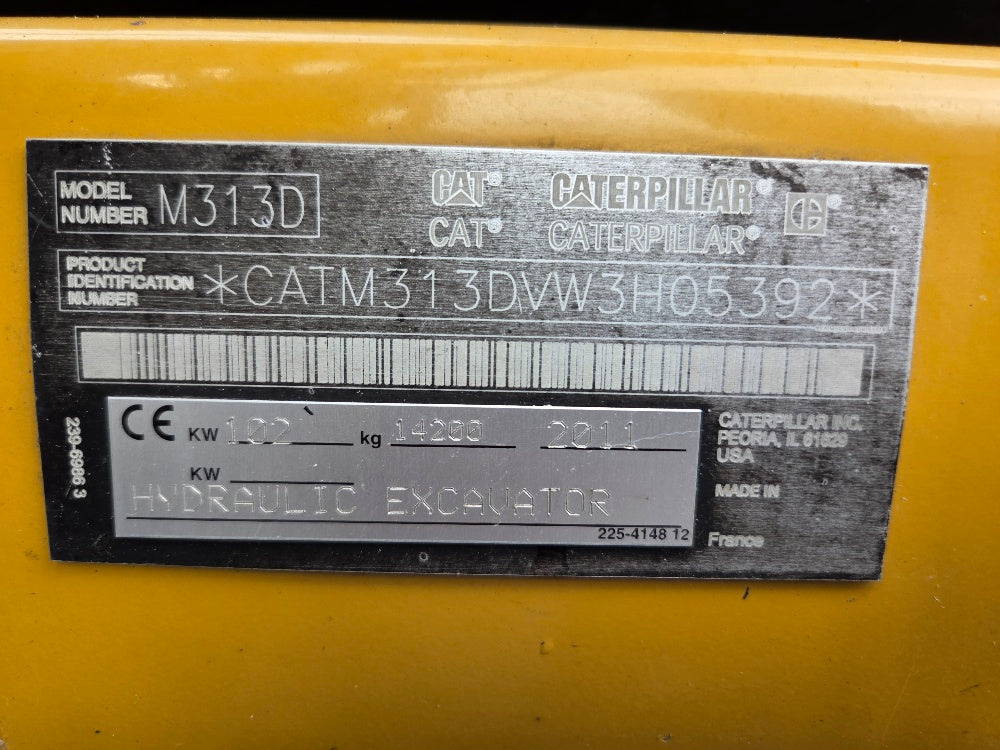 MODEL NUMBER M313D
CAT® CATERPILLAR®
CAT® CATERPILLAR®
PRODUCT IDENTIFICATION NUMBER *CATM313DVW3H05392*
CE KW 102 kg 14200 2011
KW
HYDRAULIC EXCAVATOR
225-4148 12
239-6986 3
CATERPILLAR INC.
PEORIA, IL 61629
USA
MADE IN
France